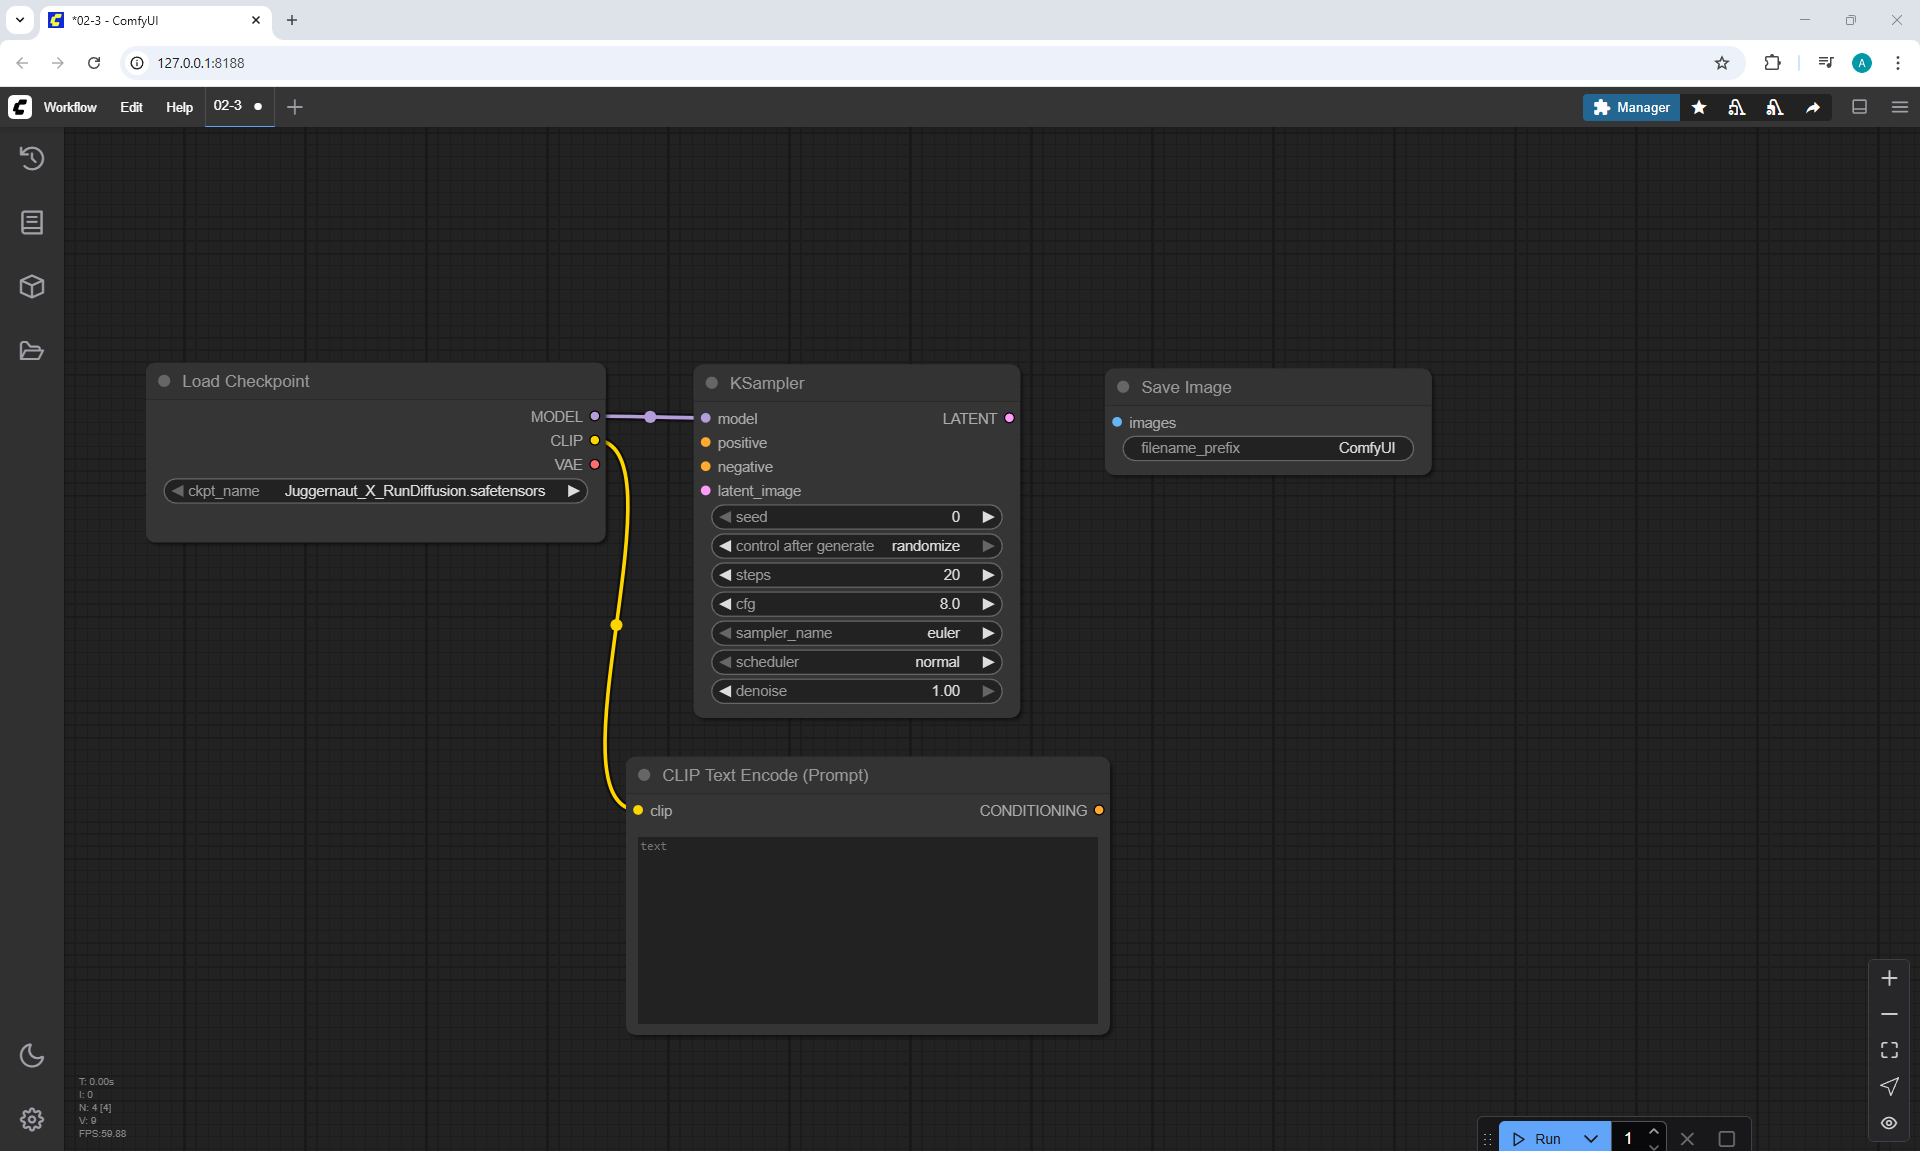 *02-3 - ComfyUI
127.0.0.1:8188
A
Workflow Edit Help 02-3
Manager
Load Checkpoint
MODEL
CLIP
VAE
ckpt_name Juggernaut_X_RunDiffusion.safetensors
KSampler
model LATENT
positive
negative
latent_image
seed 0
control after generate randomize
steps 20
cfg 8.0
sampler_name euler
scheduler normal
denoise 1.00
Save Image
images
filename_prefix ComfyUI
CLIP Text Encode (Prompt)
clip CONDITIONING
text
T: 0.00s
I: 0
N: 4 [4]
V: 9
FPS:59.88
Run 1